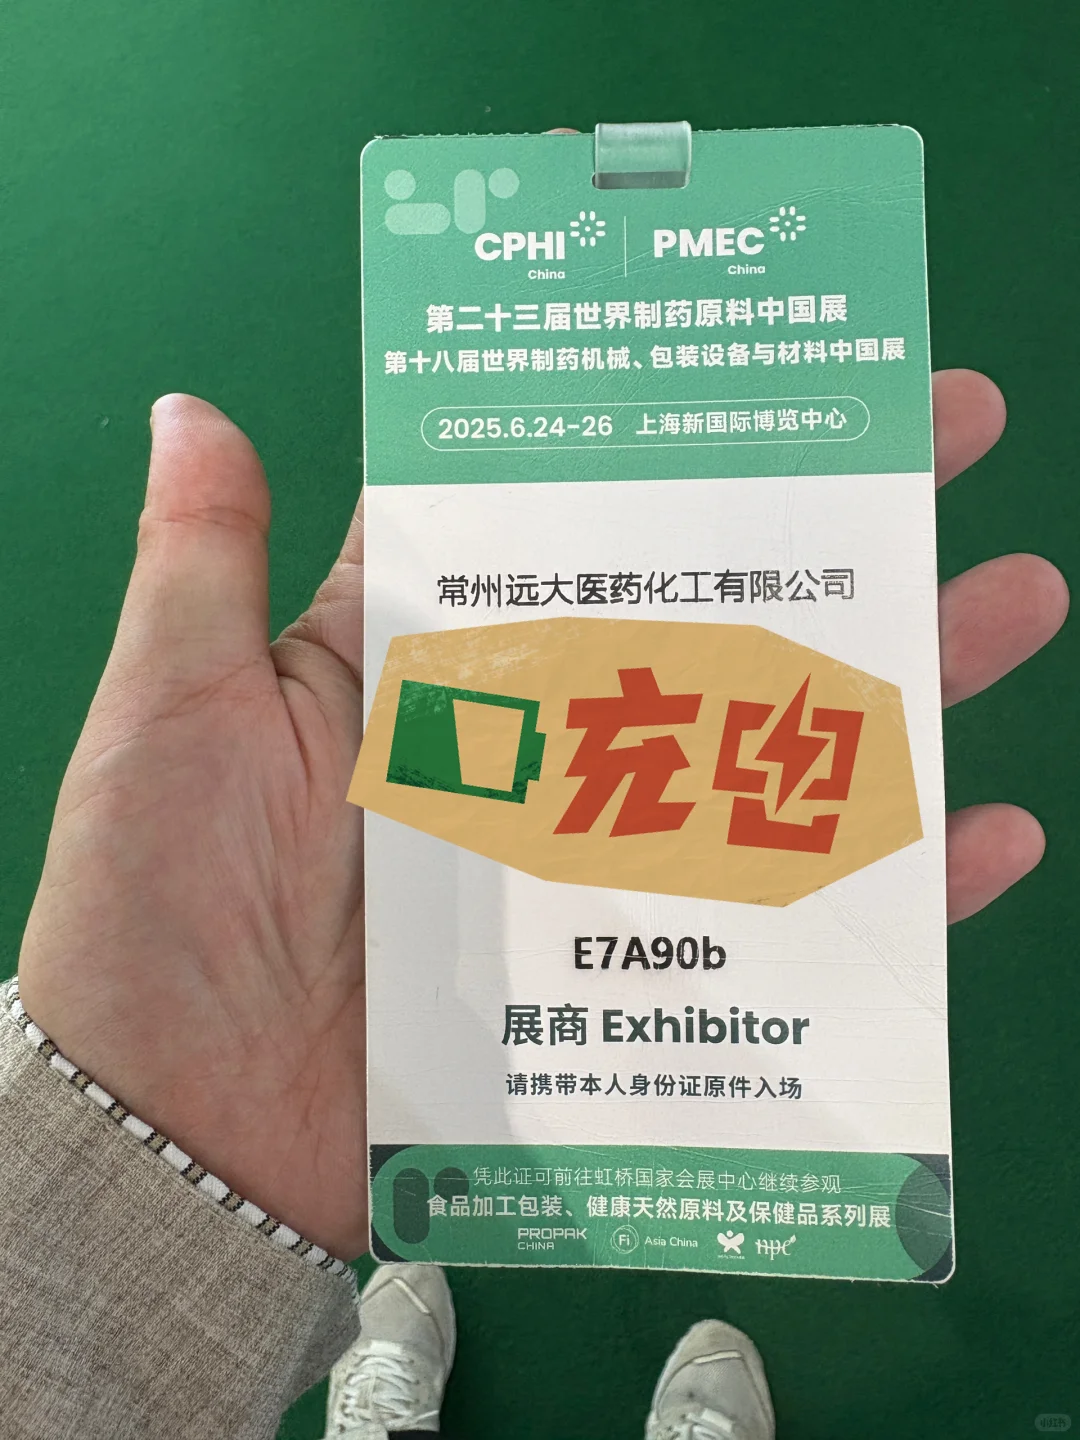 CPHI China PMEC China
第二十三届世界制药原料中国展
第十八届世界制药机械、包装设备与材料中国展
2025.6.24-26 上海新国际博览中心
常州远大医药化工有限公司
充电
E7A90b
展商 Exhibitor
请携带本人身份证原件入场
凭此证可前往虹桥国家会展中心继续参观
食品加工包装、健康天然原料及保健品系列展
PROPAK CHINA Fi Asia China npc
小红书